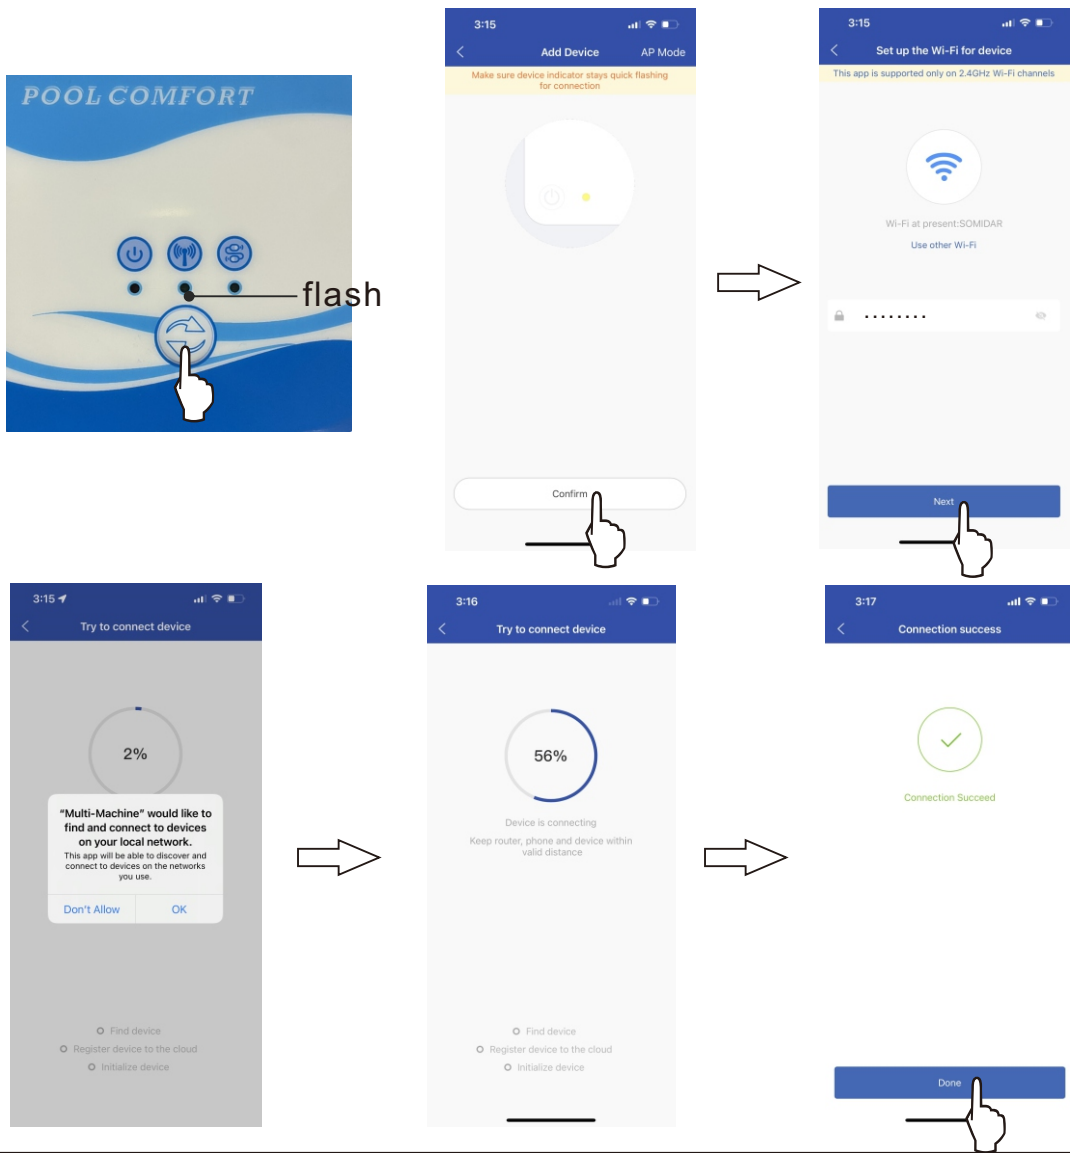 POOL COMFORT
flash
3:15
Add Device
AP Mode
Make sure device indicator stays quick flashing
for connection
Confirm
3:15
Set up the Wi-Fi for device
This app is supported only on 2.4GHz Wi-Fi channels
Wi-Fi at present:SOMIDAR
Use other Wi-Fi
........
Next
3:15
Try to connect device
2%
"Multi-Machine" would like to
find and connect to devices
on your local network.
This app will be able to discover and
connect to devices on the networks
you use.
Don't Allow
OK
Find device
Register device to the cloud
Initialize device
3:16
Try to connect device
56%
Device is connecting
Keep router, phone and device within
valid distance
Find device
Register device to the cloud
Initialize device
3:17
Connection success
Connection Succeed
Done